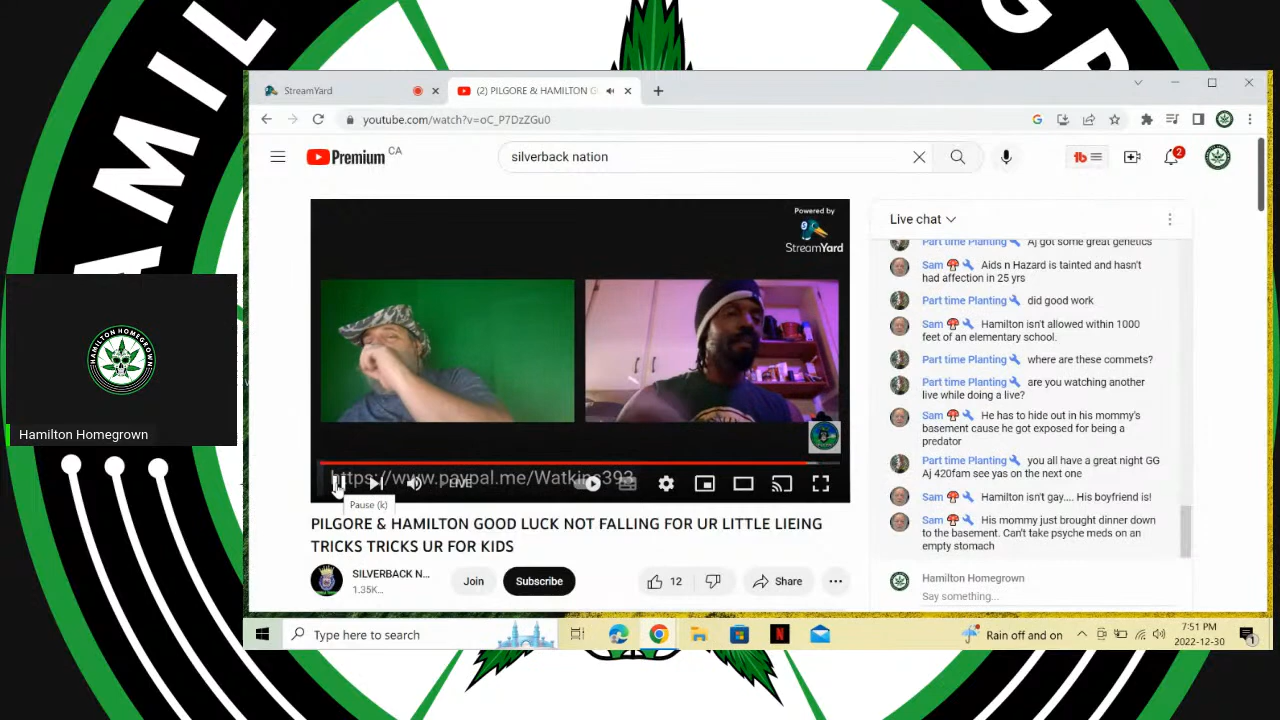 AMIL
GR
StreamYard
(2) PILGORE & HAMILTON G
youtube.com/watch?v=oC_P7DzZGu0
Premium CA
silverback nation
2
Powered by
StreamYard
https://www.paypal.me/Watkins393
LIVE
Pause (k)
PILGORE & HAMILTON GOOD LUCK NOT FALLING FOR UR LITTLE LIEING
TRICKS TRICKS UR FOR KIDS
SILVERBACK N...
1.35K...
Join
Subscribe
12
Share
Live chat
Part time Planting Aj got some great genetics
Sam Aids n Hazard is tainted and hasn't
had affection in 25 yrs
Part time Planting did good work
Sam Hamilton isn't allowed within 1000
feet of an elementary school.
Part time Planting where are these commets?
Part time Planting are you watching another
live while doing a live?
Sam He has to hide out in his mommy's
basement cause he got exposed for being a
predator
Part time Planting you all have a great night GG
Aj 420fam see yas on the next one
Sam Hamilton isn't gay.... His boyfriend is!
Sam His mommy just brought dinner down
to the basement. Can't take psyche meds on an
empty stomach
Hamilton Homegrown
Say something...
HAMILTON HOMEGROWN
Hamilton Homegrown
Type here to search
Rain off and on
7:51 PM
2022-12-30
1